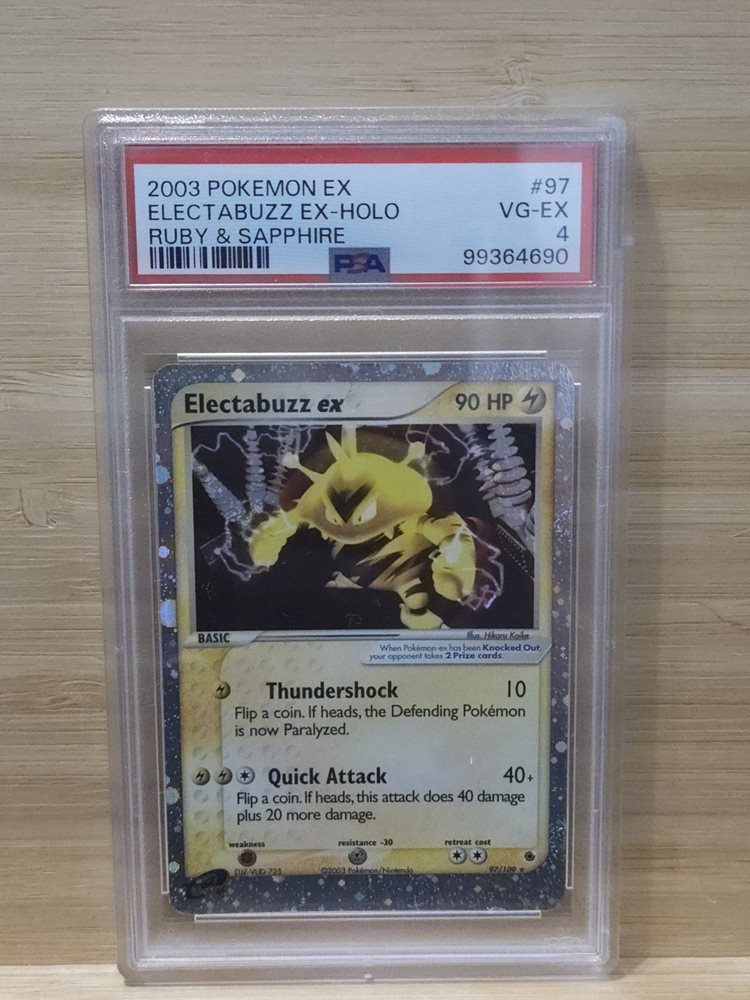 2003 POKEMON EX #97
ELECTABUZZ EX-HOLO VG-EX
RUBY & SAPPHIRE 4
PSA 99364690
Electabuzz ex 90 HP
BASIC
Illus. Hikaru Koike
When Pokémon-ex has been Knocked Out,
your opponent takes 2 Prize cards.
Thundershock 10
Flip a coin. If heads, the Defending Pokémon
is now Paralyzed.
Quick Attack 40+
Flip a coin. If heads, this attack does 40 damage
plus 20 more damage.
weakness resistance -30 retreat cost
©2003 Pokémon/Nintendo 97/109